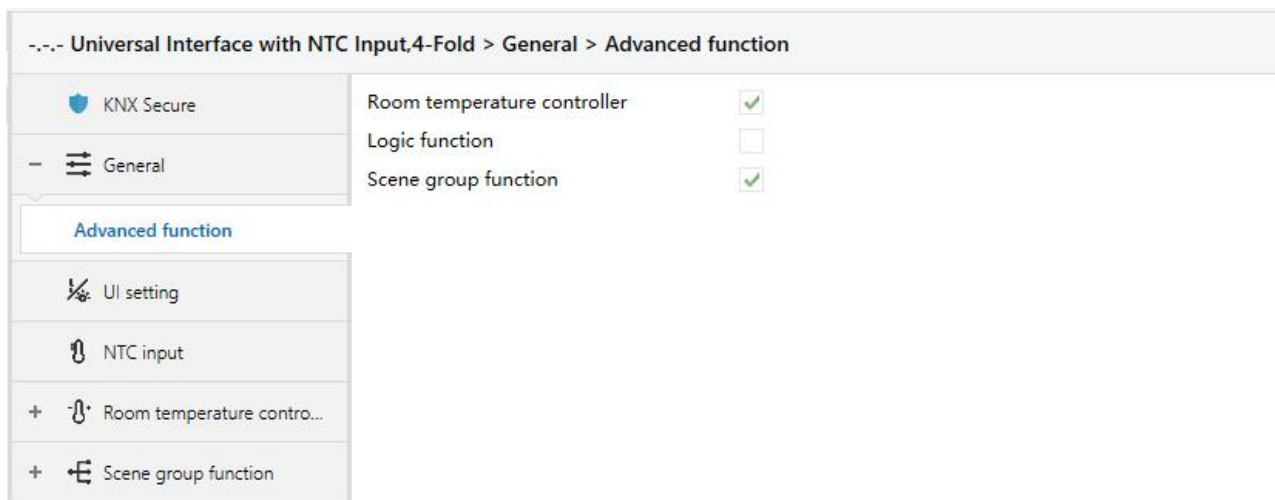 -.-.- Universal Interface with NTC Input,4-Fold > General > Advanced function
KNX Secure
General
Advanced function
UI setting
NTC input
Room temperature contro...
Scene group function
Room temperature controller
Logic function
Scene group function